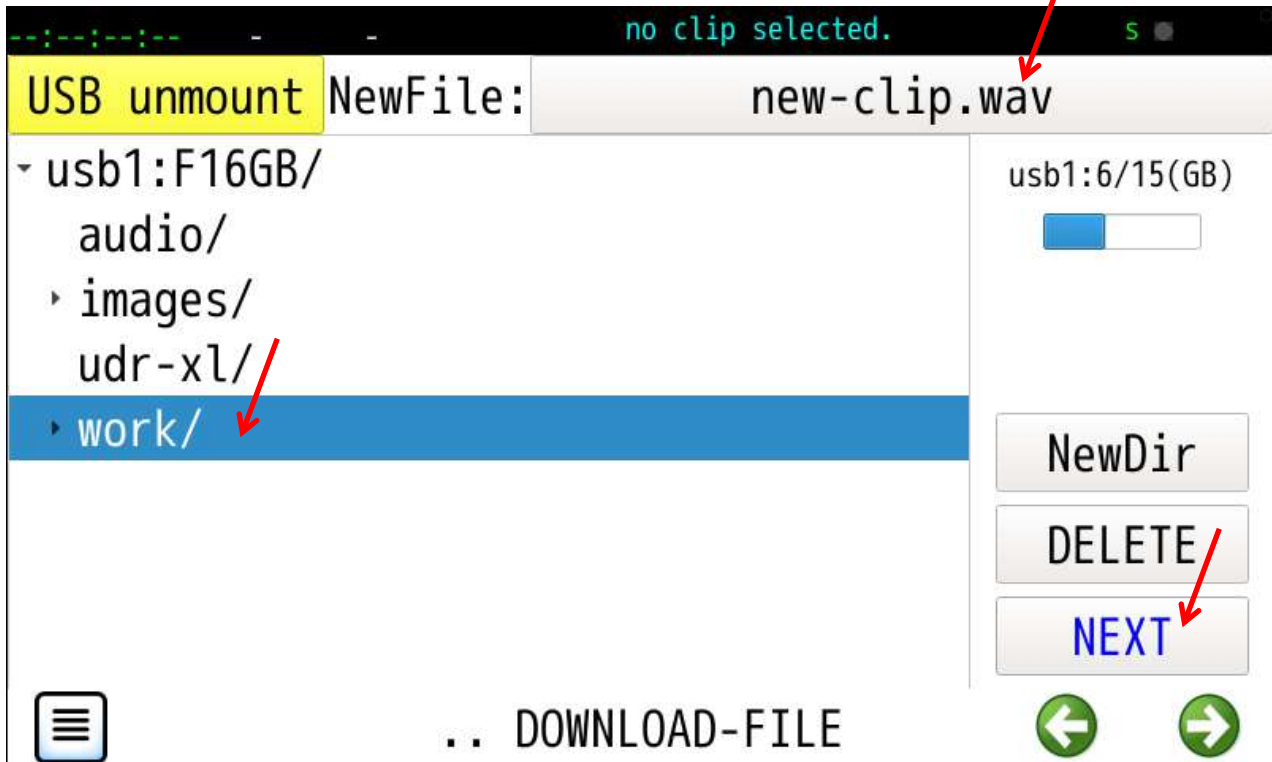 --:--:--:-- - - no clip selected. S
USB unmount NewFile: new-clip.wav
usb1:F16GB/
usb1:6/15(GB)
audio/
images/
udr-xl/
work/
NewDir
DELETE
NEXT
.. DOWNLOAD-FILE